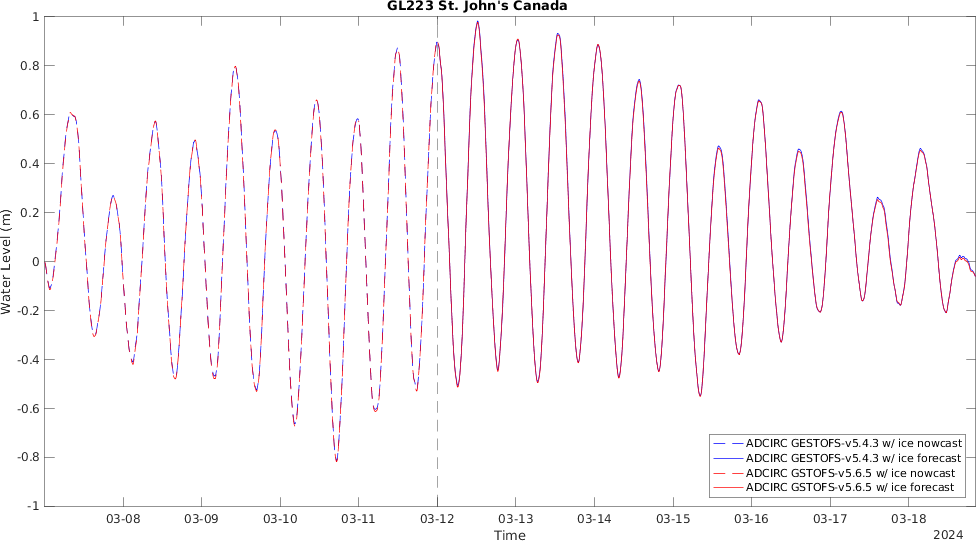 GL223 St. John's Canada
1
0.8
0.6
0.4
0.2
0
-0.2
-0.4
-0.6
-0.8
-1
Water Level (m)
ADCIRC GESTOFS-v5.4.3 w/ ice nowcast
ADCIRC GESTOFS-v5.4.3 w/ ice forecast
ADCIRC GSTOFS-v5.6.5 w/ ice nowcast
ADCIRC GSTOFS-v5.6.5 w/ ice forecast
03-08 03-09 03-10 03-11 03-12 03-13 03-14 03-15 03-16 03-17 03-18
Time
2024